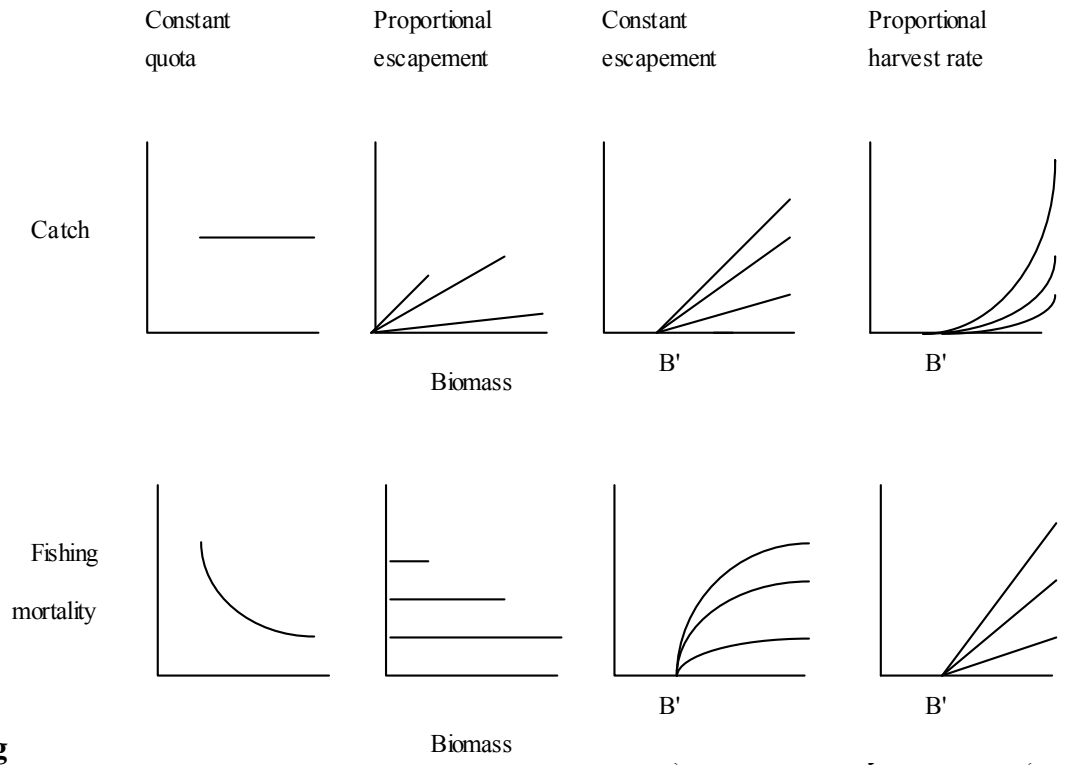 Constant
quota
Proportional
escapement
Constant
escapement
Proportional
harvest rate
Catch
B'
B'
Biomass
Fishing
mortality
B'
B'
g
Biomass